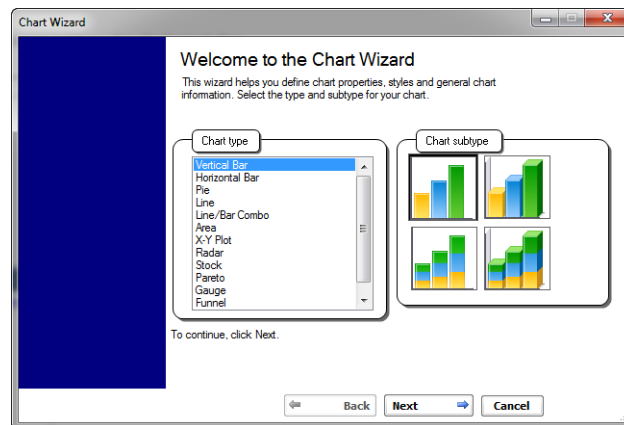 Chart Wizard
Welcome to the Chart Wizard
This wizard helps you define chart properties, styles and general chart
information. Select the type and subtype for your chart.
Chart type
Chart subtype
Vertical Bar
Horizontal Bar
Pie
Line
Line/Bar Combo
Area
X-Y Plot
Radar
Stock
Pareto
Gauge
Funnel
To continue, click Next.
Back
Next
Cancel